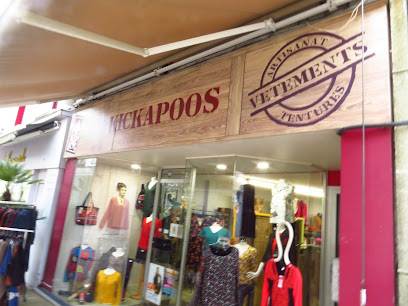 HICKAPOOS
ARTISANAT
VETEMENTS
TENTURES